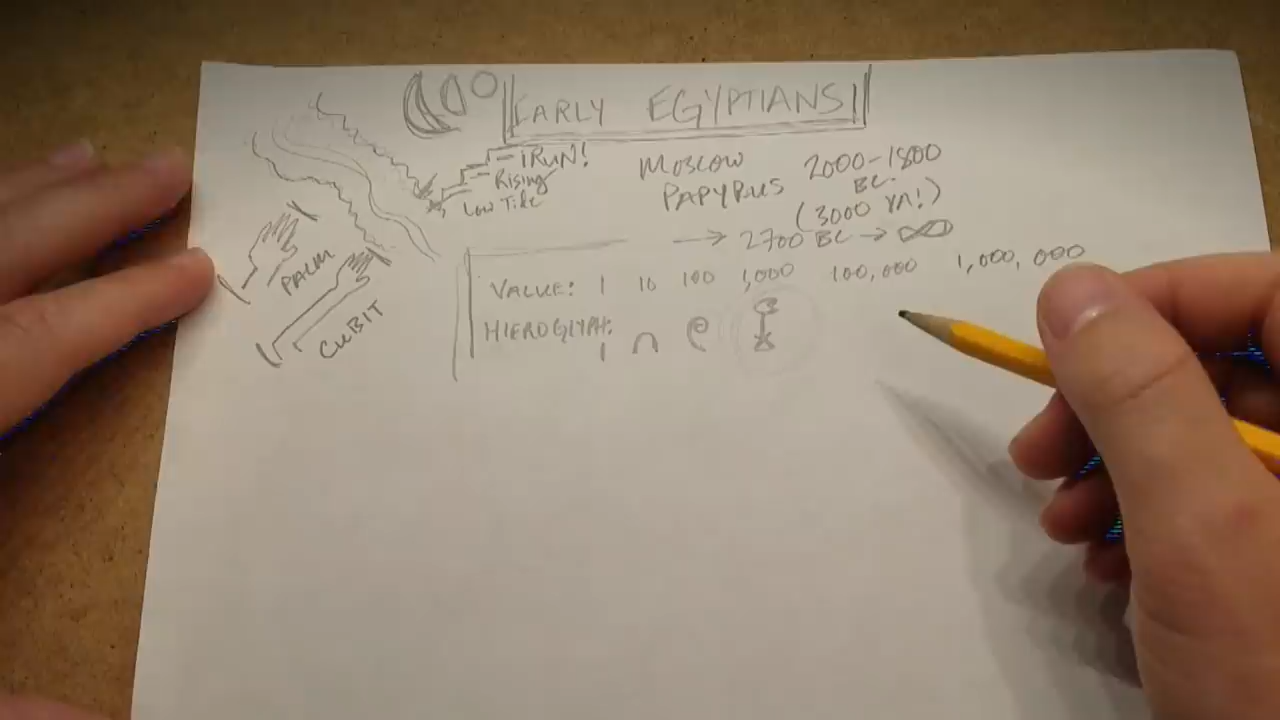 EARLY EGYPTIANS
¡RUN!
Rising
Low Tide
MOSCOW
PAPYRUS
2000-1800
BC.
(3000 YA!)
→ 2700 BC → ∞
PALM
CUBIT
VALUE: 1 10 100 1,000 100,000 1,000,000
HIEROGLYPH: